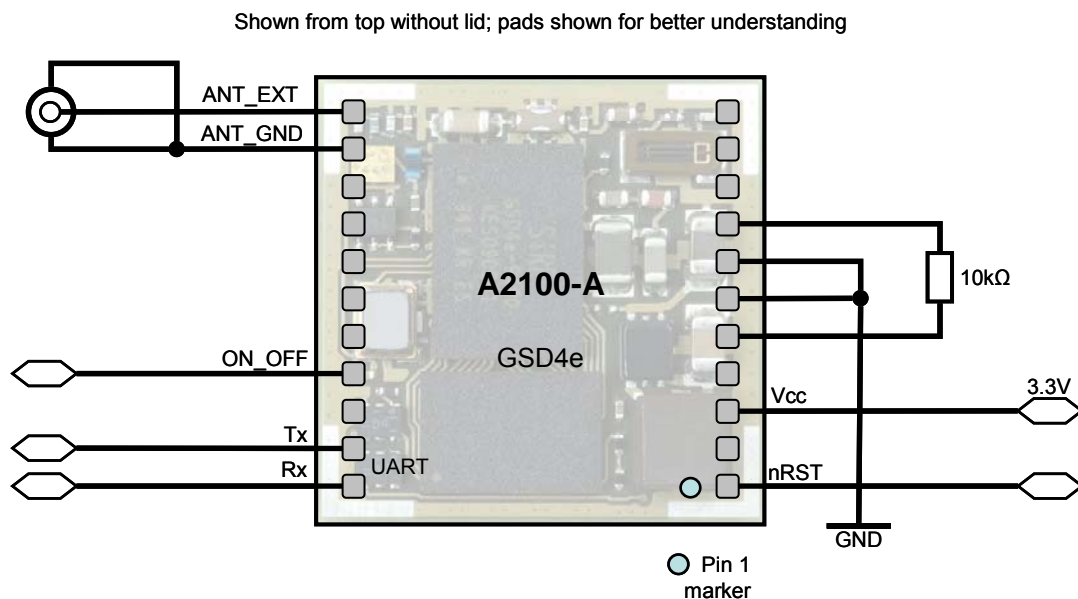 Shown from top without lid; pads shown for better understanding
ANT_EXT
ANT_GND
10kΩ
A2100-A
GSD4e
ON_OFF
Vcc
3.3V
Tx
Rx
UART
nRST
GND
Pin 1
marker